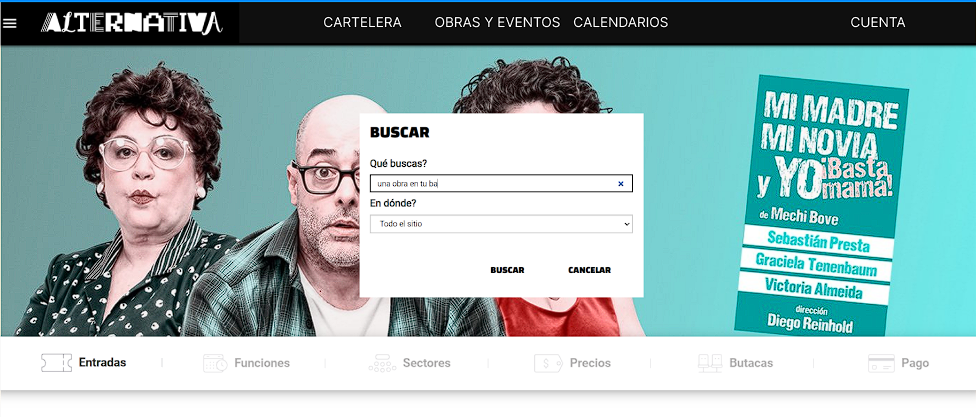 ALTERNATIVA
CARTELERA
OBRAS Y EVENTOS
CALENDARIOS
CUENTA
BUSCAR
Qué buscas?
una obra en tu ba
En dónde?
Todo el sitio
BUSCAR
CANCELAR
MI MADRE
MI NOVIA
y YO
¡Basta
mamá!
de Mechi Bove
Sebastián Presta
Graciela Tenenbaum
Victoria Almeida
dirección
Diego Reinhold
Entradas
Funciones
Sectores
Precios
Butacas
Pago